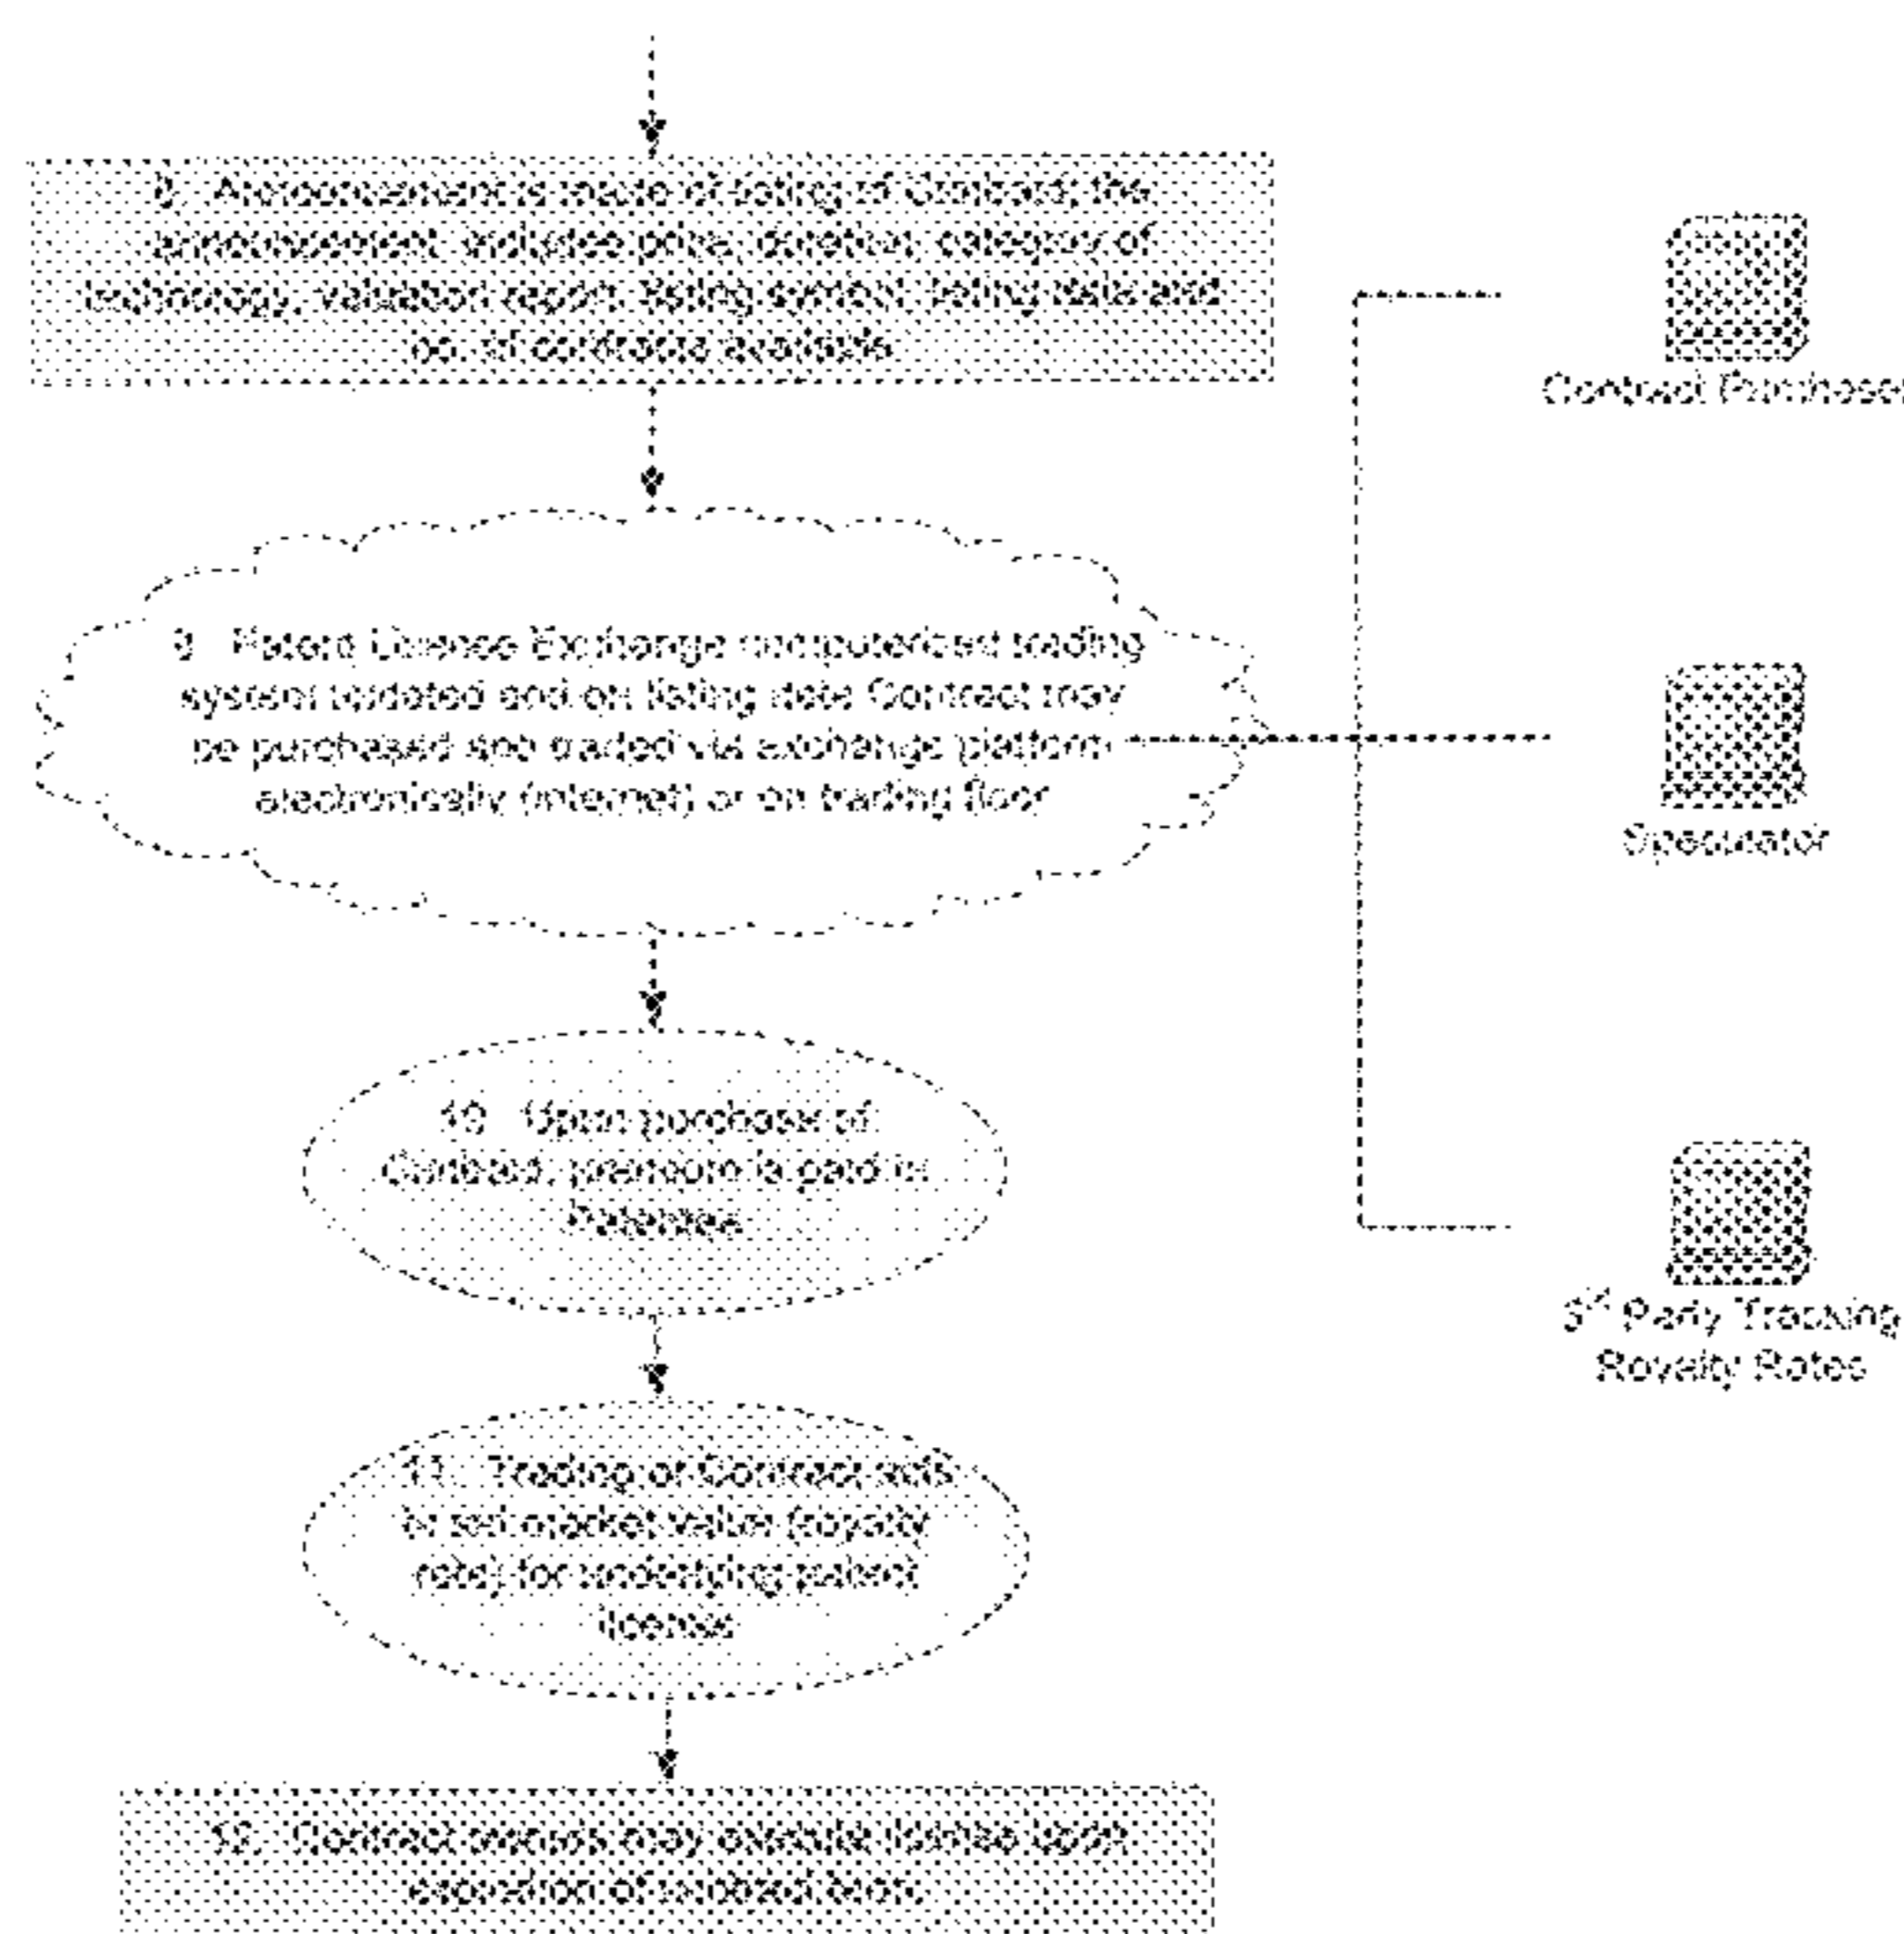 8. Announcement is made of listing of Contract; the
announcement includes price, duration, category of
technology, valuation report, listing symbol, listing date and
no. of contracts available
9. Patent License Exchange computerized trading
system updated and on listing date Contract may
be purchased and traded via exchange platform
electronically (internet) or on trading floor
10. Upon purchase of
Contract, premium is paid to
Patentee
11. Trading of Contract acts
to set market value (royalty
rate) for underlying patent
license
12. Contract owners may exercise license upon
expiration of
Contract Purchaser
Speculator
3rd Party Tracking
Royalty Rates